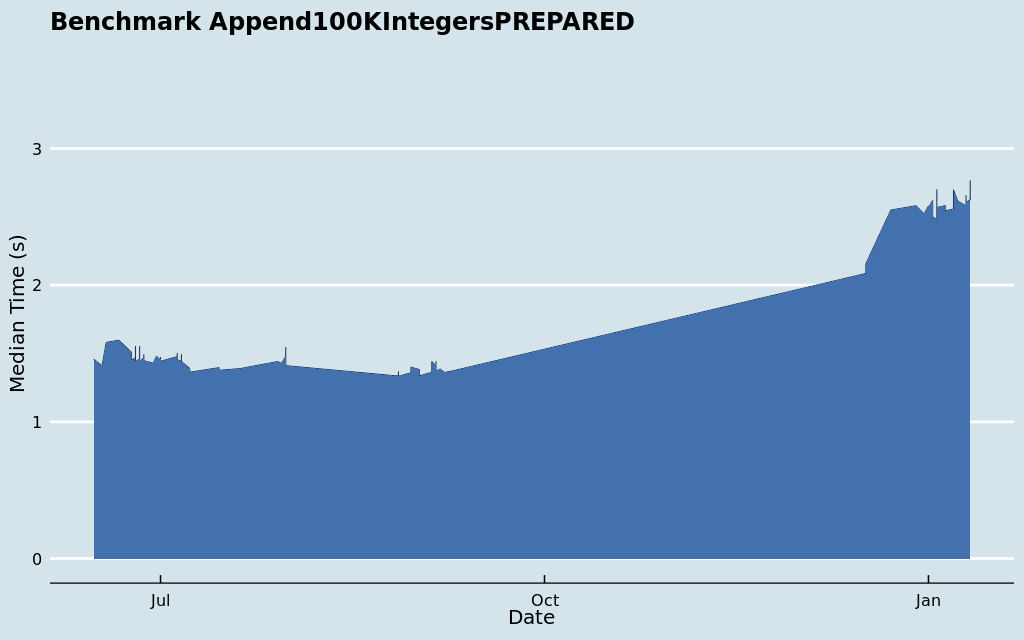 Benchmark Append100KIntegersPREPARED
Median Time (s)
3
2
1
0
Jul
Oct
Jan
Date